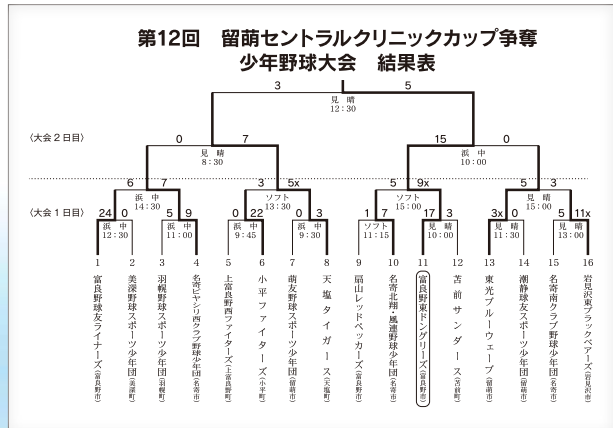 第12回 留萌セントラルクリニックカップ争奪
少年野球大会 結果表
3 5
見晴
12:30
〈大会2日目〉
0 7
見晴
8:30
15 0
浜中
10:00
〈大会1日目〉
6 7
浜中
14:30
3 5x
ソフト
13:30
5 9x
ソフト
15:00
5 3
見晴
15:00
24 0
浜中
12:30
5 9
浜中
11:00
0 22
浜中
9:45
0 3
浜中
9:30
1 7
ソフト
11:15
17 3
見晴
10:00
3x 0
見晴
11:30
5 11x
見晴
13:00
1 富良野球友ライナーズ(富良野市)
2 美深野球スポーツ少年団(美深町)
3 羽幌野球スポーツ少年団(羽幌町)
4 名寄ピヤシリ西クラブ野球少年団(名寄市)
5 上富良野西ファイターズ(上富良野町)
6 小平ファイターズ(小平町)
7 萌友野球スポーツ少年団(留萌市)
8 天塩タイガース(天塩町)
9 扇山レッドペッカーズ(富良野市)
10 名寄北翔・風連野球少年団(名寄市)
11 富良野東ドングリーズ(富良野市)
12 苫前サンダース(苫前町)
13 東光ブルーウェーブ(留萌市)
14 潮静球友スポーツ少年団(留萌市)
15 名寄南クラブ野球少年団(名寄市)
16 岩見沢東ブラックベアーズ(岩見沢市)